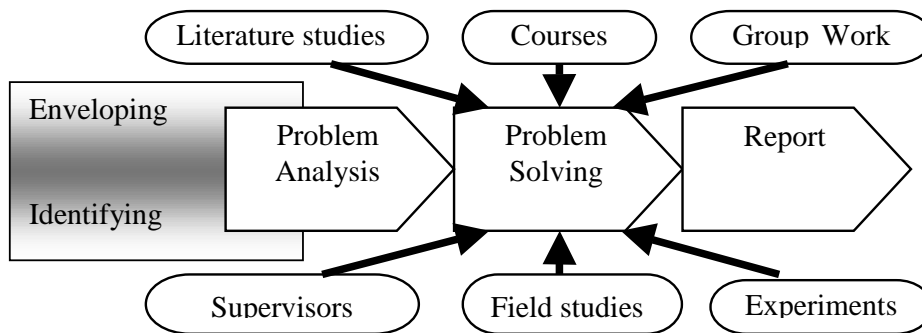 Literature studies
Courses
Group Work
Enveloping
Identifying
Problem
Analysis
Problem
Solving
Report
Supervisors
Field studies
Experiments